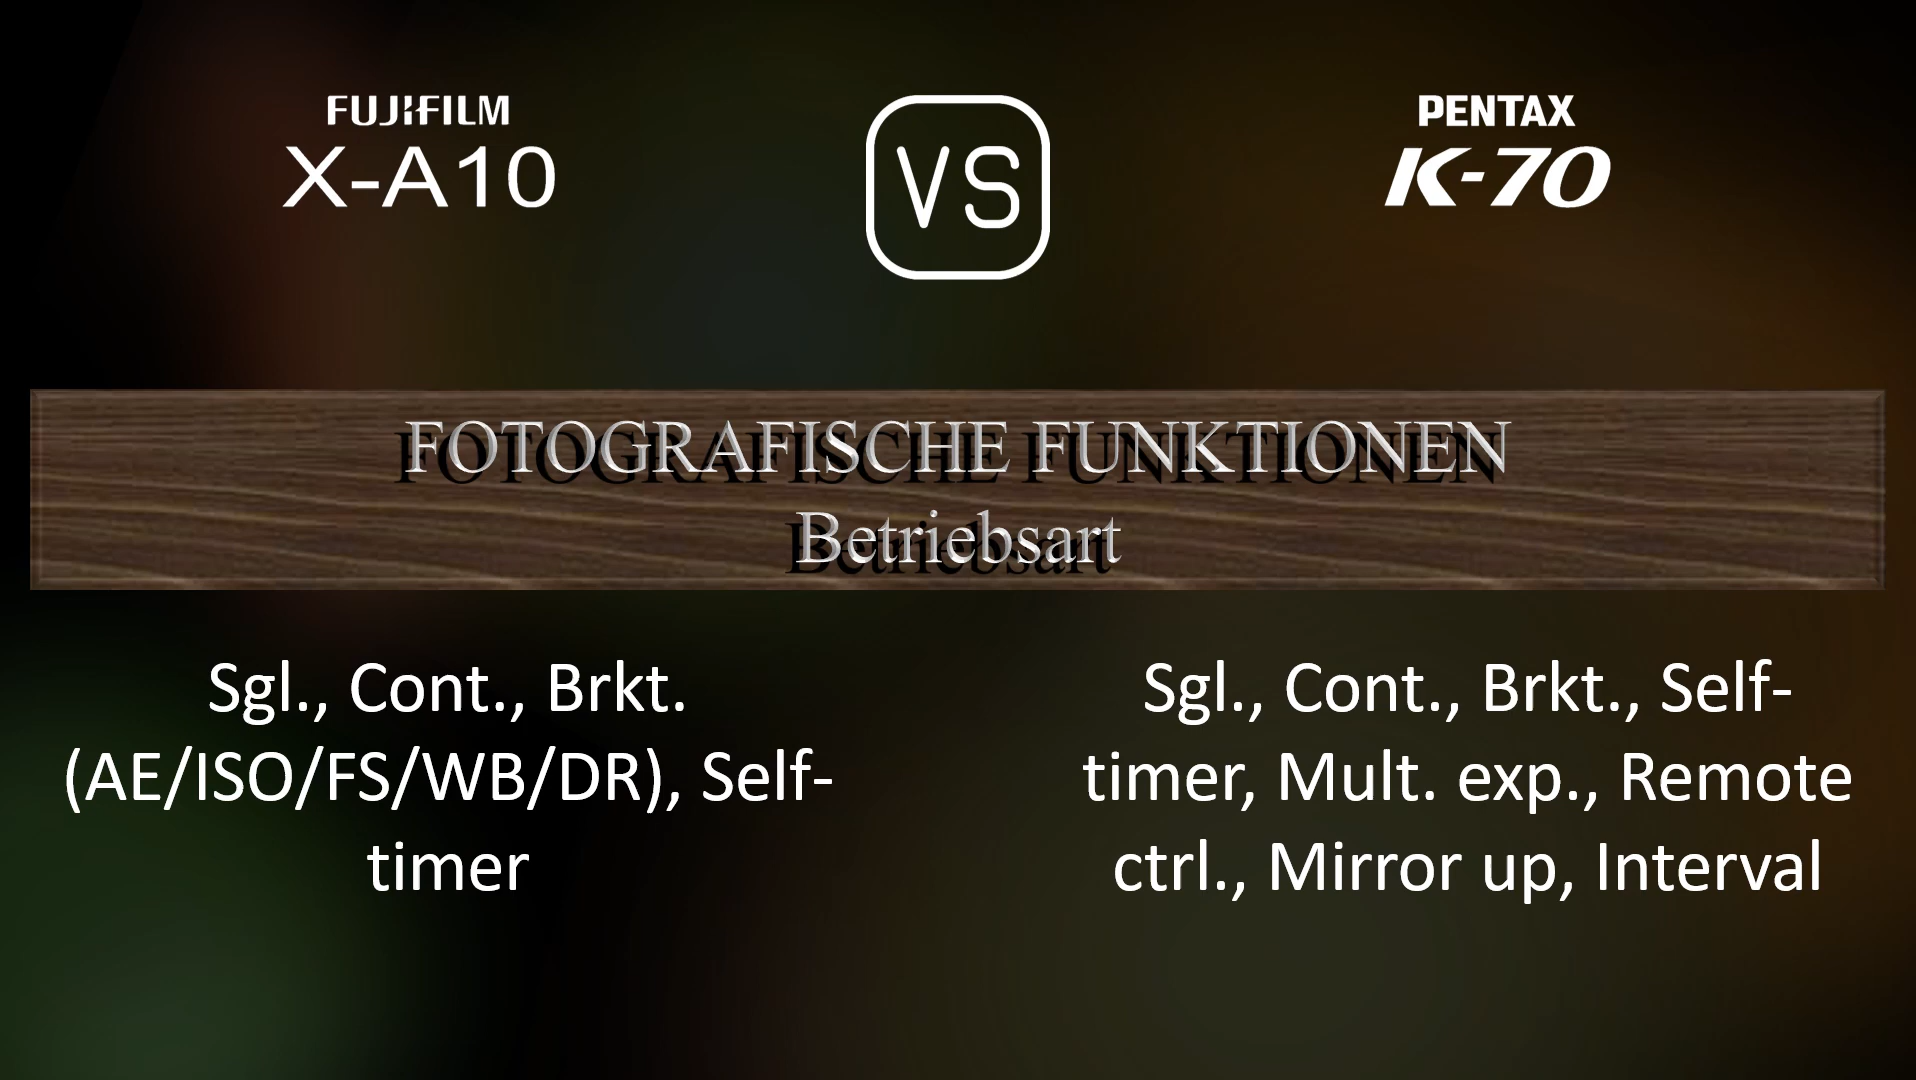 FUJIFILM
X-A10
VS
PENTAX
K-70
FOTOGRAFISCHE FUNKTIONEN
Betriebsart
Sgl., Cont., Brkt.
(AE/ISO/FS/WB/DR), Self-
timer
Sgl., Cont., Brkt., Self-
timer, Mult. exp., Remote
ctrl., Mirror up, Interval